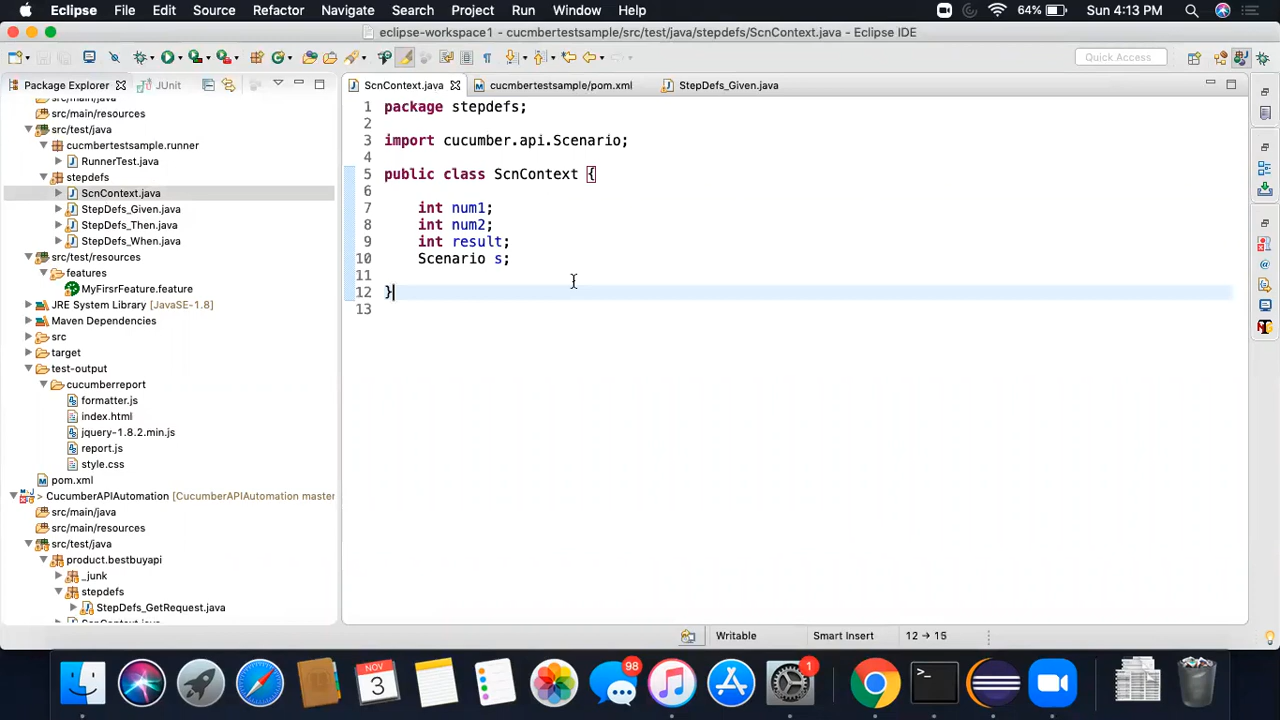 Eclipse File Edit Source Refactor Navigate Search Project Run Window Help 64% Sun 4:13 PM
eclipse-workspace1 - cucmbertestsample/src/test/java/stepdefs/ScnContext.java - Eclipse IDE
Quick Access
Package Explorer JUnit
src/main/java
src/main/resources
src/test/java
cucmbertestsample.runner
RunnerTest.java
stepdefs
ScnContext.java
StepDefs_Given.java
StepDefs_Then.java
StepDefs_When.java
src/test/resources
features
MyFirsrFeature.feature
JRE System Library [JavaSE-1.8]
Maven Dependencies
src
target
test-output
cucumberreport
formatter.js
index.html
jquery-1.8.2.min.js
report.js
style.css
pom.xml
> CucumberAPIAutomation [CucumberAPIAutomation master
src/main/java
src/main/resources
src/test/java
product.bestbuyapi
_junk
stepdefs
StepDefs_GetRequest.java
ScnContext.java
ScnContext.java cucmbertestsample/pom.xml StepDefs_Given.java
1 package stepdefs;
2
3 import cucumber.api.Scenario;
4
5 public class ScnContext {
6
7 int num1;
8 int num2;
9 int result;
10 Scenario s;
11
12 }
13
Writable Smart Insert 12 → 15
NOV
3
98
1